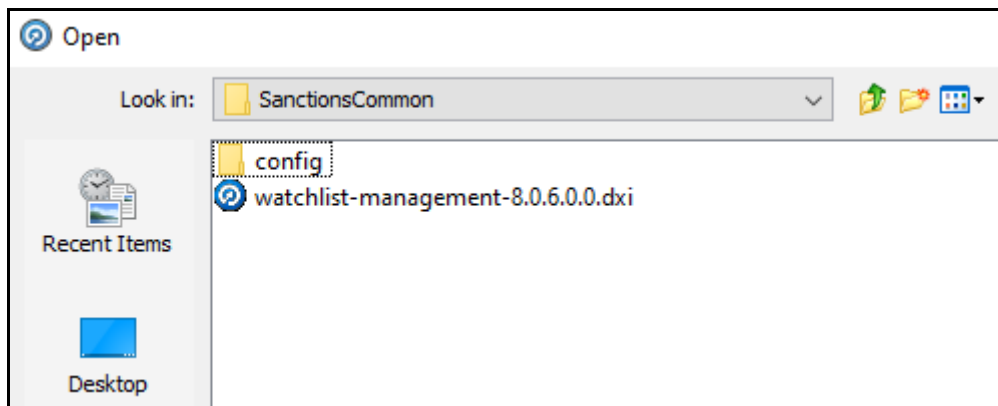 Open
Look in: SanctionsCommon
config
watchlist-management-8.0.6.0.0.dxi
Recent Items
Desktop